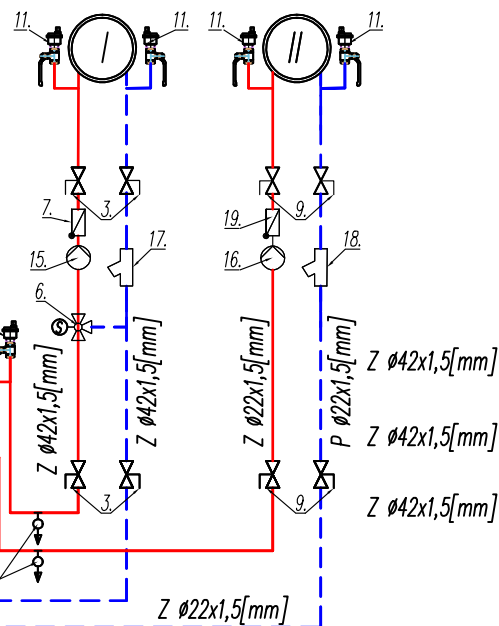 11.
I
11.
11.
II
11.
7.
3.
19.
9.
15.
17.
16.
18.
6.
S
Z ø42x1,5[mm]
Z ø42x1,5[mm]
Z ø22x1,5[mm]
P ø22x1,5[mm]
Z ø42x1,5[mm]
Z ø42x1,5[mm]
Z ø42x1,5[mm]
3.
9.
Z ø22x1,5[mm]